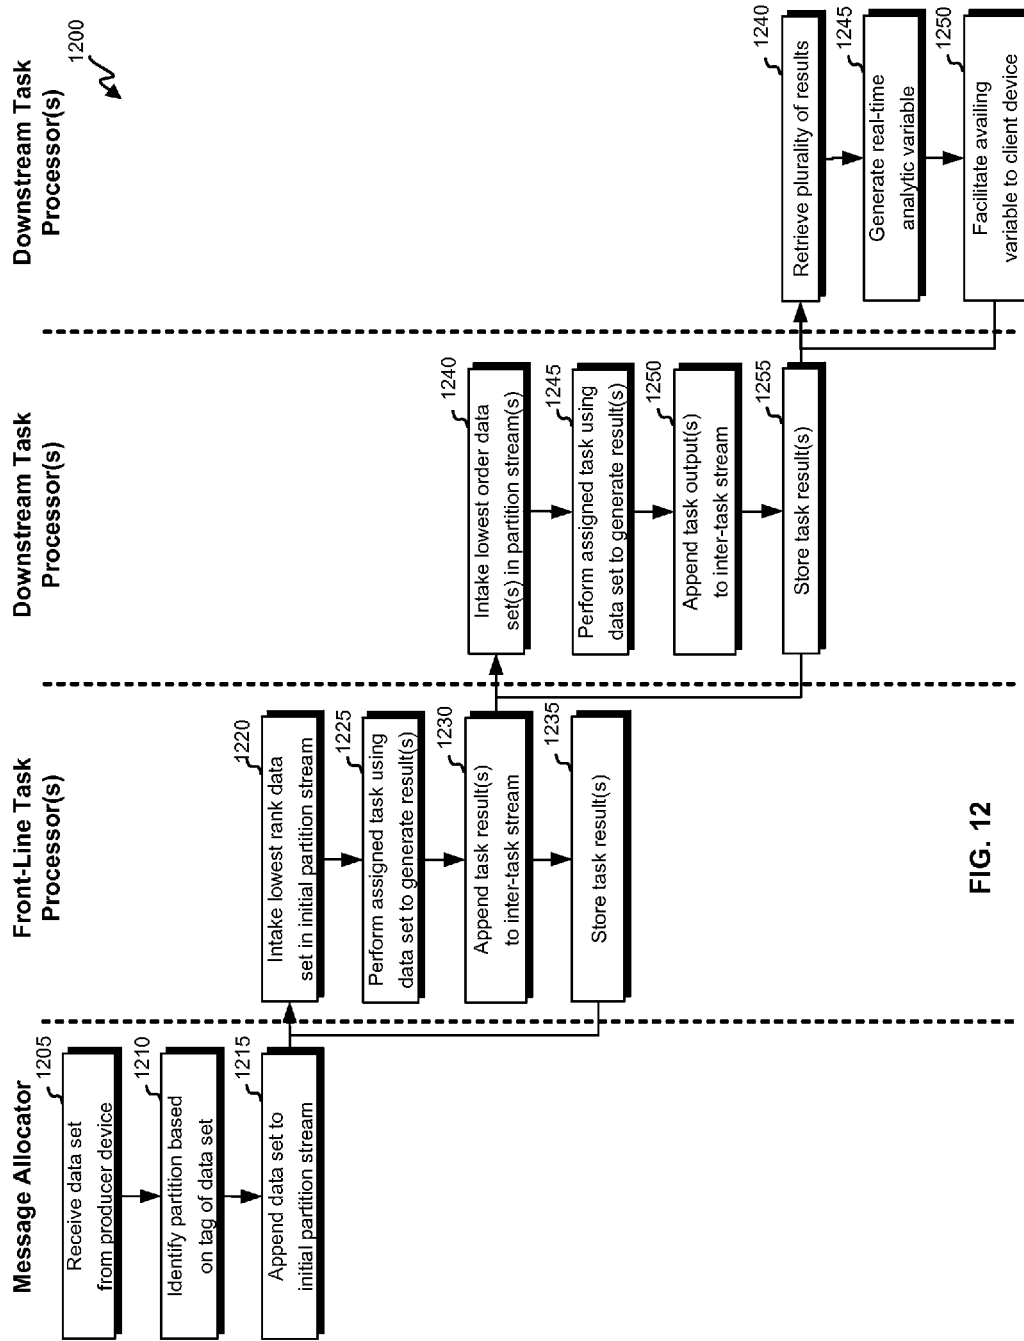 1200
Message Allocator
1205
Receive data set
from producer device
1210
Identify partition based
on tag of data set
1215
Append data set to
initial partition stream
Front-Line Task
Processor(s)
1220
Intake lowest rank data
set in initial partition stream
1225
Perform assigned task using
data set to generate result(s)
1230
Append task result(s)
to inter-task stream
1235
Store task result(s)
Downstream Task
Processor(s)
1240
Intake lowest order data
set(s) in partition stream(s)
1245
Perform assigned task using
data set to generate result(s)
1250
Append task output(s)
to inter-task stream
1255
Store task result(s)
Downstream Task
Processor(s)
1240
Retrieve plurality of results
1245
Generate real-time
analytic variable
1250
Facilitate availing
variable to client device
FIG. 12